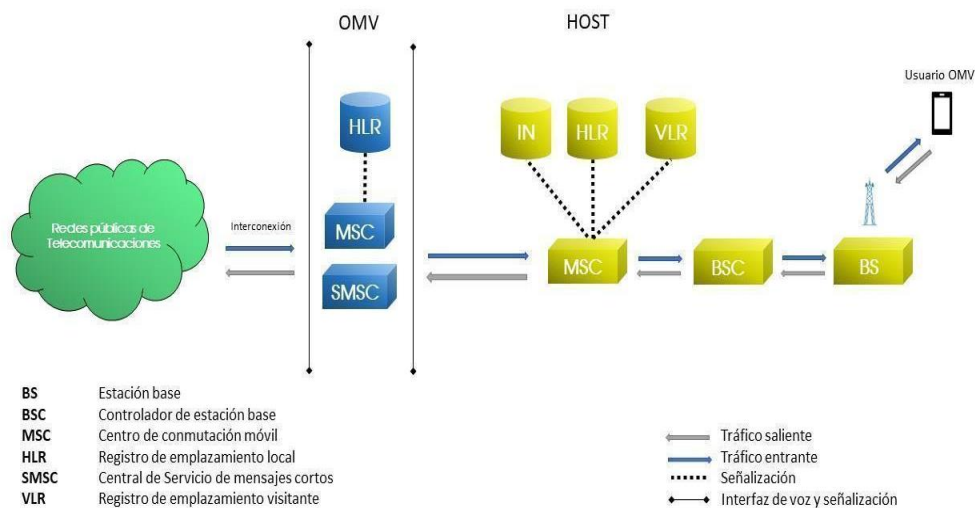 OMV
HOST
Usuario OMV
HLR
IN
HLR
VLR
Redes públicas de
Telecomunicaciones
Interconexión
MSC
SMSC
MSC
BSC
BS
BS Estación base
BSC Controlador de estación base
MSC Centro de conmutación móvil
HLR Registro de emplazamiento local
SMSC Central de Servicio de mensajes cortos
VLR Registro de emplazamiento visitante
Tráfico saliente
Tráfico entrante
Señalización
Interfaz de voz y señalización